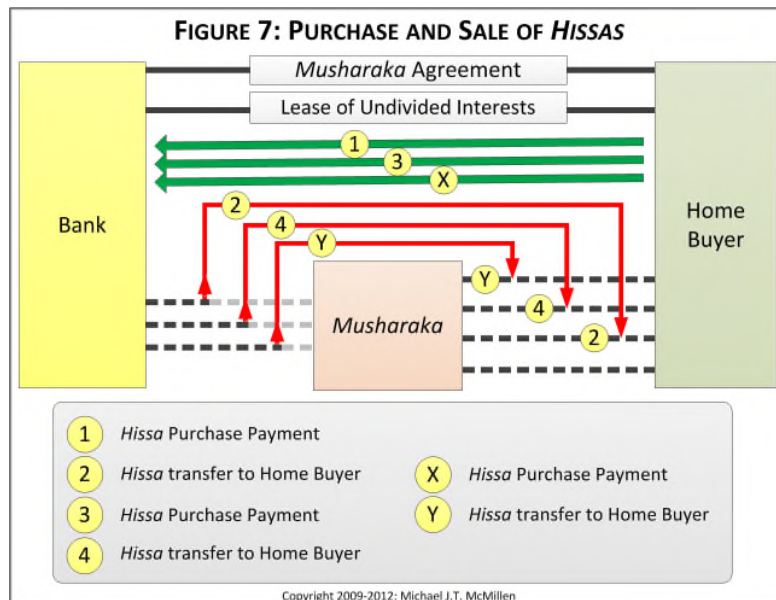 FIGURE 7: PURCHASE AND SALE OF HISSAS
Musharaka Agreement
Lease of Undivided Interests
1
3
X
2
4
Y
Bank
Home
Buyer
Musharaka
Y
4
2
1 Hissa Purchase Payment
2 Hissa transfer to Home Buyer
3 Hissa Purchase Payment
4 Hissa transfer to Home Buyer
X Hissa Purchase Payment
Y Hissa transfer to Home Buyer
Copyright 2009-2012: Michael J.T. McMillen